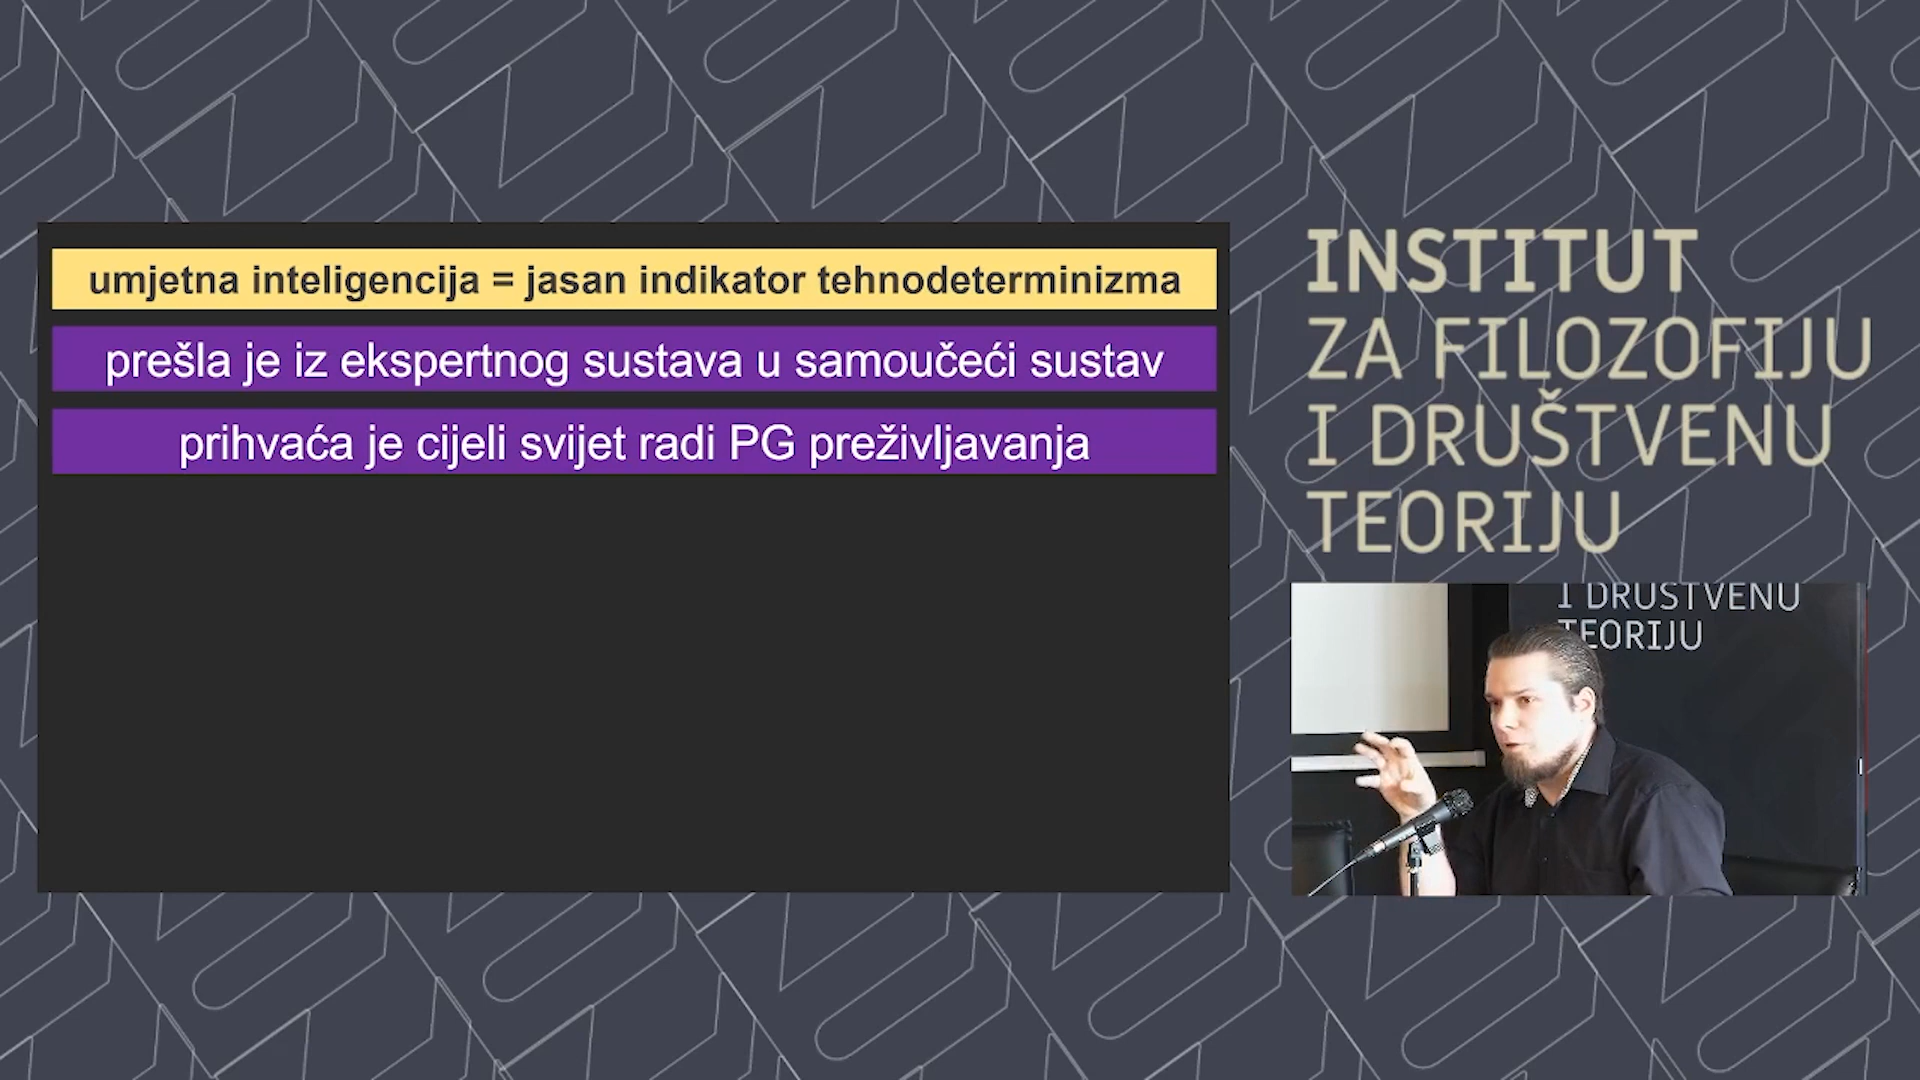 umjetna inteligencija = jasan indikator tehnodeterminizma
prešla je iz ekspertnog sustava u samoučeći sustav
prihvaća je cijeli svijet radi PG preživljavanja
INSTITUT
ZA FILOZOFIJU
I DRUŠTVENU
TEORIJU
I DRUŠTVENU
TEORIJU